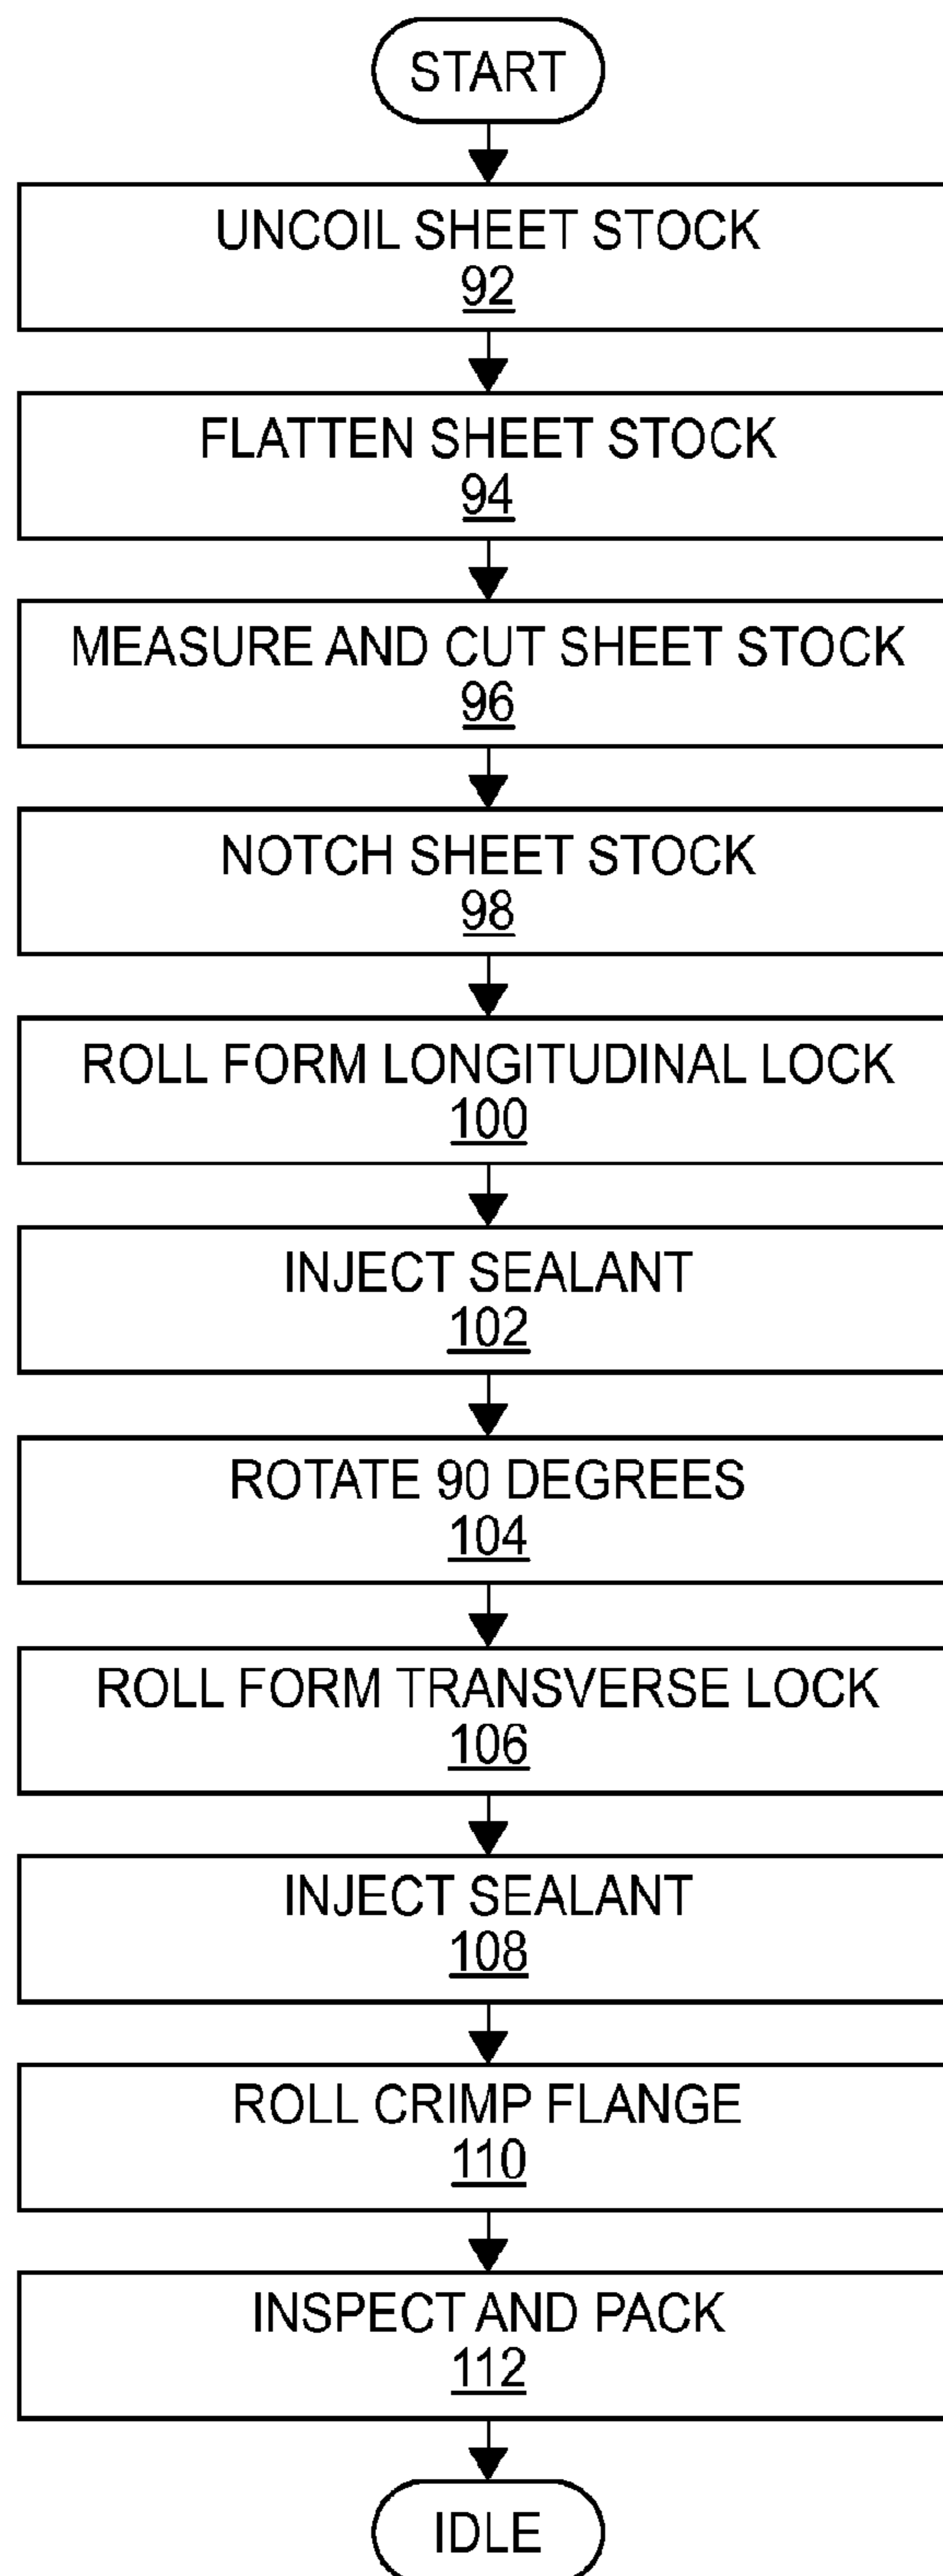 START
UNCOIL SHEET STOCK
92
FLATTEN SHEET STOCK
94
MEASURE AND CUT SHEET STOCK
96
NOTCH SHEET STOCK
98
ROLL FORM LONGITUDINAL LOCK
100
INJECT SEALANT
102
ROTATE 90 DEGREES
104
ROLL FORM TRANSVERSE LOCK
106
INJECT SEALANT
108
ROLL CRIMP FLANGE
110
INSPECT AND PACK
112
IDLE